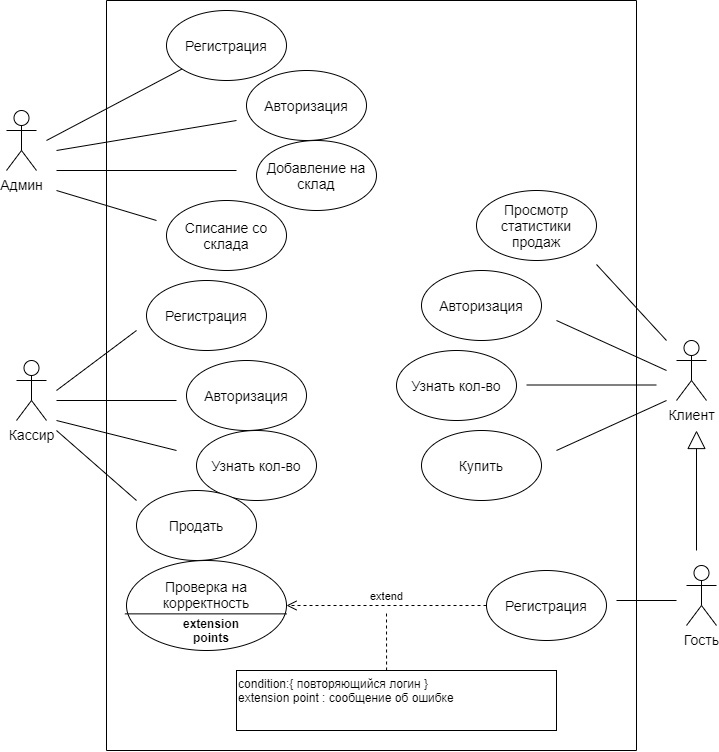 Регистрация
Авторизация
Админ
Добавление на
склад
Списание со
склада
Просмотр
статистики
продаж
Регистрация
Авторизация
Кассир
Авторизация
Узнать кол-во
Клиент
Узнать кол-во
Купить
Продать
Проверка на
корректность
extension
points
extend
Регистрация
Гость
condition:{ повторяющийся логин }
extension point : сообщение об ошибке